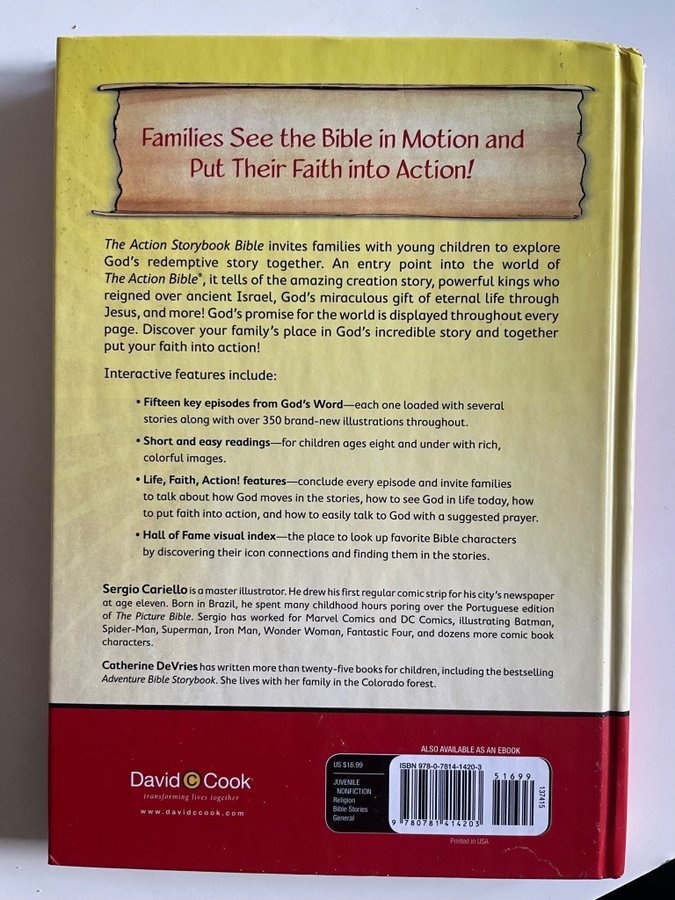 Families See the Bible in Motion and
Put Their Faith into Action!
The Action Storybook Bible invites families with young children to explore
God's redemptive story together. An entry point into the world of
The Action Bible®, it tells of the amazing creation story, powerful kings who
reigned over ancient Israel, God's miraculous gift of eternal life through
Jesus, and more! God's promise for the world is displayed throughout every
page. Discover your family's place in God's incredible story and together
put your faith into action!
Interactive features include:
• Fifteen key episodes from God's Word—each one loaded with several
stories along with over 350 brand-new illustrations throughout.
• Short and easy readings—for children ages eight and under with rich,
colorful images.
• Life, Faith, Action! features—conclude every episode and invite families
to talk about how God moves in the stories, how to see God in life today, how
to put faith into action, and how to easily talk to God with a suggested prayer.
• Hall of Fame visual index—the place to look up favorite Bible characters
by discovering their icon connections and finding them in the stories.
Sergio Cariello is a master illustrator. He drew his first regular comic strip for his city's newspaper
at age eleven. Born in Brazil, he spent many childhood hours poring over the Portuguese edition
of The Picture Bible. Sergio has worked for Marvel Comics and DC Comics, illustrating Batman,
Spider-Man, Superman, Iron Man, Wonder Woman, Fantastic Four, and dozens more comic book
characters.
Catherine DeVries has written more than twenty-five books for children, including the bestselling
Adventure Bible Storybook. She lives with her family in the Colorado forest.
David C Cook
transforming lives together
www.davidccook.com
ALSO AVAILABLE AS AN EBOOK
US $16.99
JUVENILE
NONFICTION
Religion
Bible Stories
General
ISBN 978-0-7814-1420-3
51699
9 780781 414203
137415
Printed in USA